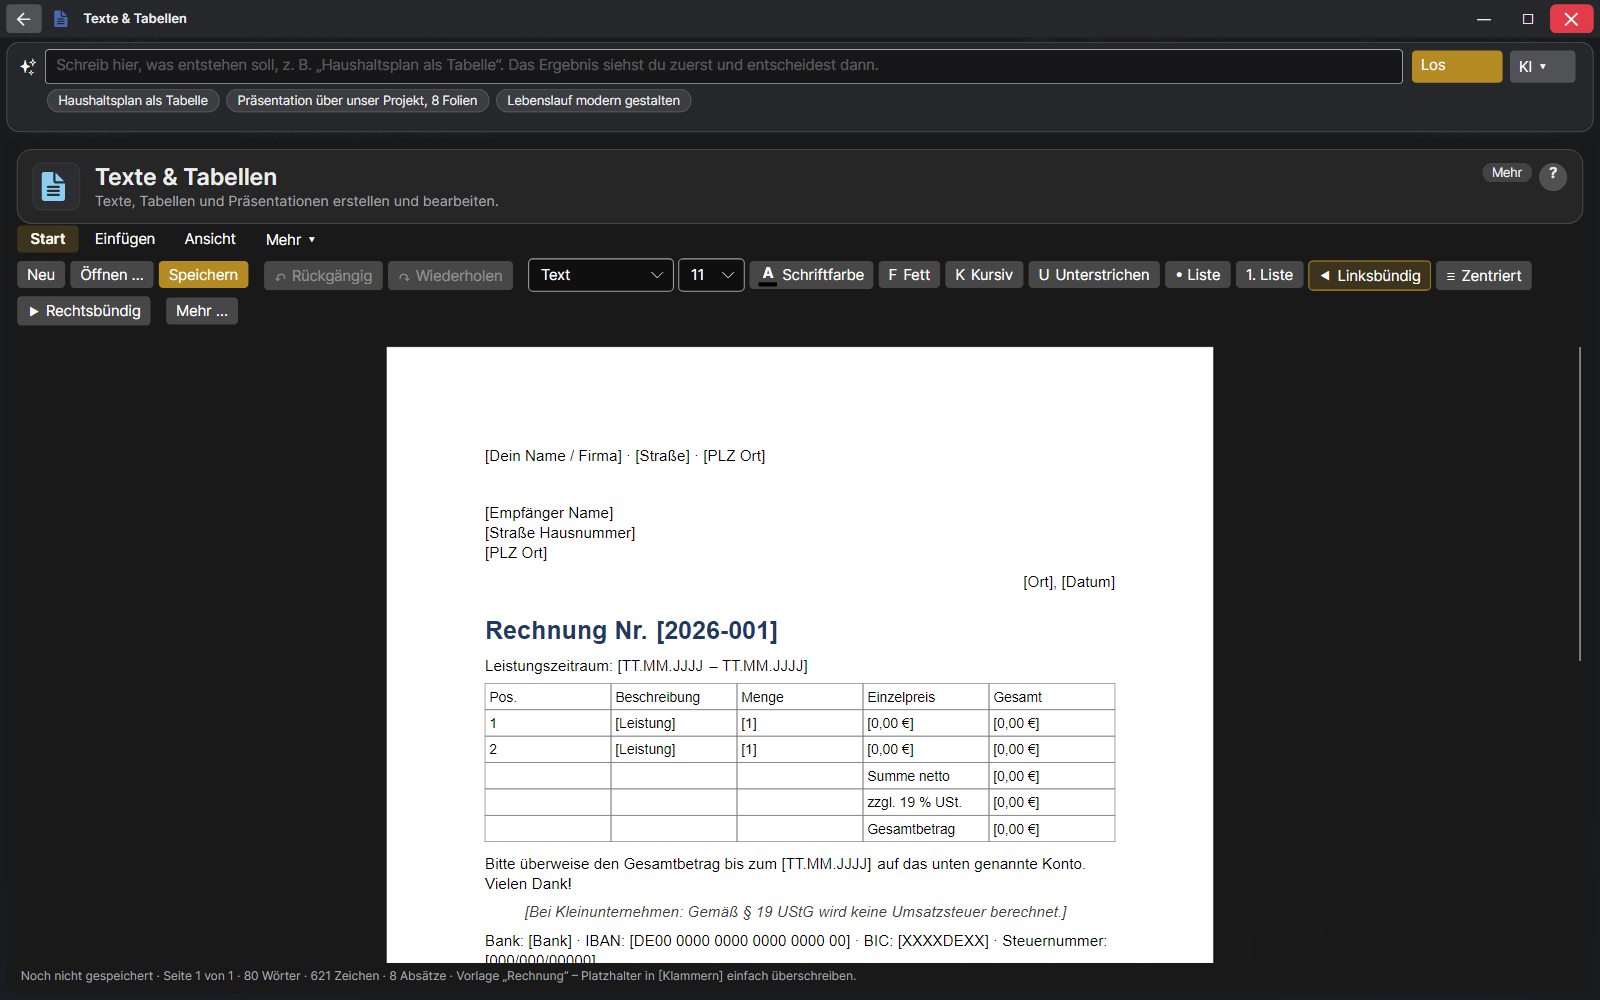 Texte & Tabellen
Schreib hier, was entstehen soll, z. B. „Haushaltsplan als Tabelle“. Das Ergebnis siehst du zuerst und entscheidest dann.
Los
KI
Haushaltsplan als Tabelle
Präsentation über unser Projekt, 8 Folien
Lebenslauf modern gestalten
Texte & Tabellen
Texte, Tabellen und Präsentationen erstellen und bearbeiten.
Mehr
?
Start
Einfügen
Ansicht
Mehr
Neu
Öffnen ...
Speichern
Rückgängig
Wiederholen
Text
11
A Schriftfarbe
F Fett
K Kursiv
U Unterstrichen
• Liste
1. Liste
Linksbündig
Zentriert
Rechtsbündig
Mehr ...
[Dein Name / Firma] · [Straße] · [PLZ Ort]
[Empfänger Name]
[Straße Hausnummer]
[PLZ Ort]
[Ort], [Datum]
Rechnung Nr. [2026-001]
Leistungszeitraum: [TT.MM.JJJJ – TT.MM.JJJJ]
Pos. Beschreibung Menge Einzelpreis Gesamt
1 [Leistung] [1] [0,00 €] [0,00 €]
2 [Leistung] [1] [0,00 €] [0,00 €]
Summe netto [0,00 €]
zzgl. 19 % USt. [0,00 €]
Gesamtbetrag [0,00 €]
Bitte überweise den Gesamtbetrag bis zum [TT.MM.JJJJ] auf das unten genannte Konto.
Vielen Dank!
[Bei Kleinunternehmen: Gemäß § 19 UStG wird keine Umsatzsteuer berechnet.]
Bank: [Bank] · IBAN: [DE00 0000 0000 0000 0000 00] · BIC: [XXXXDEXX] · Steuernummer:
[000/000/00000]
Noch nicht gespeichert · Seite 1 von 1 · 80 Wörter · 621 Zeichen · 8 Absätze · Vorlage „Rechnung“ – Platzhalter in [Klammern] einfach überschreiben.